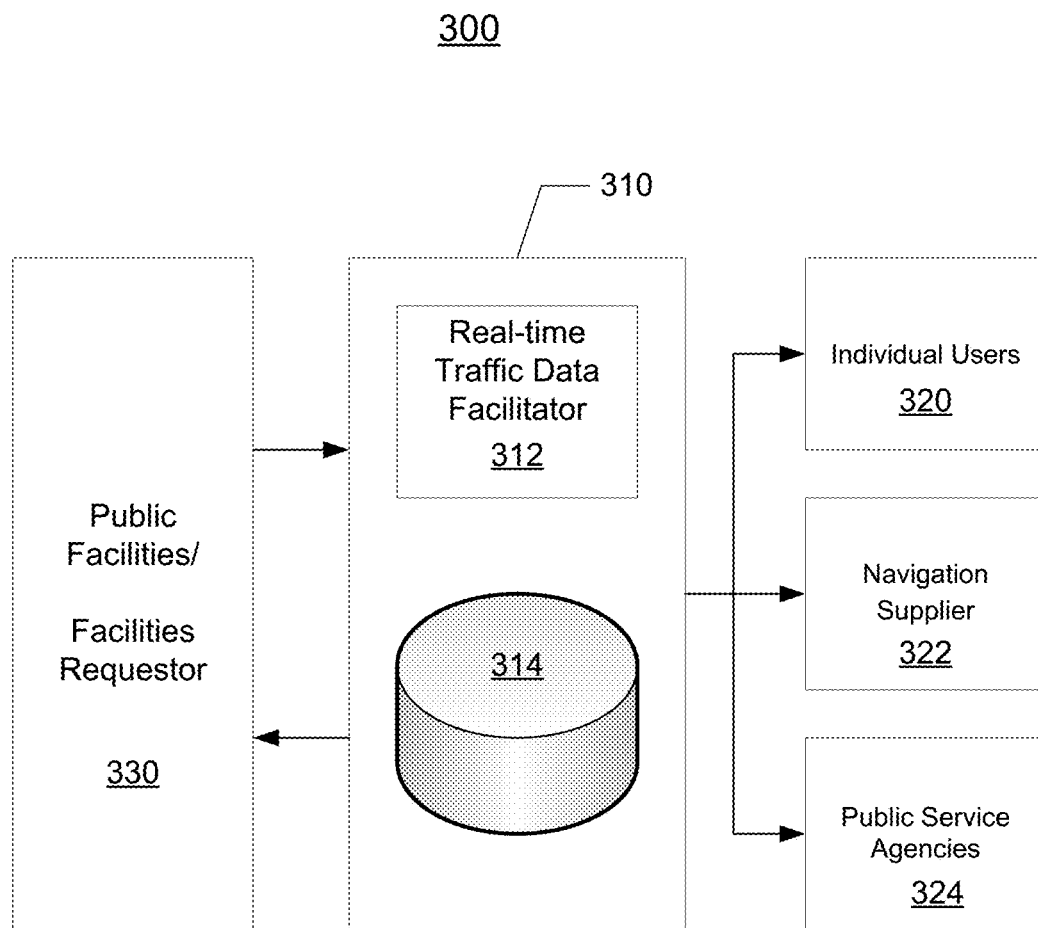 300
310
Public
Facilities/
Facilities
Requestor
330
Real-time
Traffic Data
Facilitator
312
314
Individual Users
320
Navigation
Supplier
322
Public Service
Agencies
324